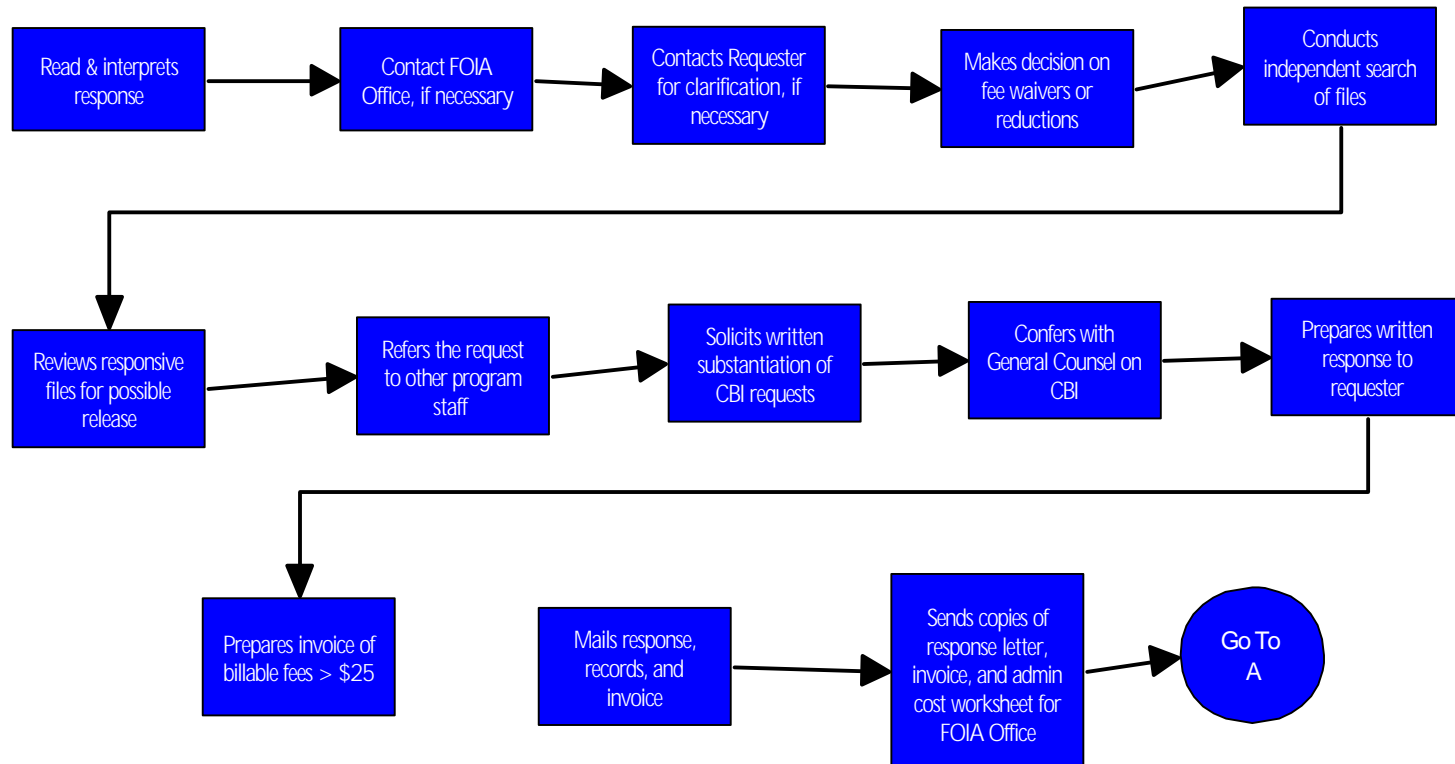 Read & interprets
response
Contact FOIA
Office, if necessary
Contacts Requester
for clarification, if
necessary
Makes decision on
fee waivers or
reductions
Conducts
independent search
of files
Reviews responsive
files for possible
release
Refers the request
to other program
staff
Solicits written
substantiation of
CBI requests
Confers with
General Counsel on
CBI
Prepares written
response to
requester
Prepares invoice of
billable fees > $25
Mails response,
records, and
invoice
Sends copies of
response letter,
invoice, and admin
cost worksheet for
FOIA Office
Go To
A